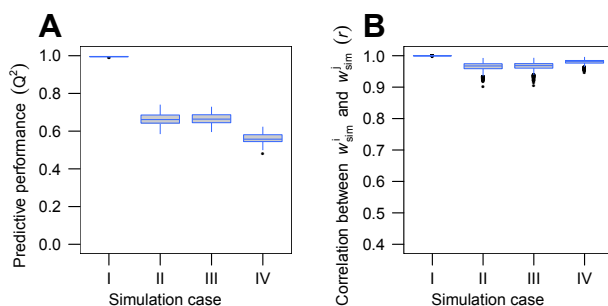 A
Predictive performance (Q²)
1.0
0.8
0.6
0.4
0.2
0.0
I II III IV
Simulation case
B
Correlation between wⁱsim and wʲsim (r)
1.0
0.9
0.8
0.7
0.6
0.5
0.4
I II III IV
Simulation case